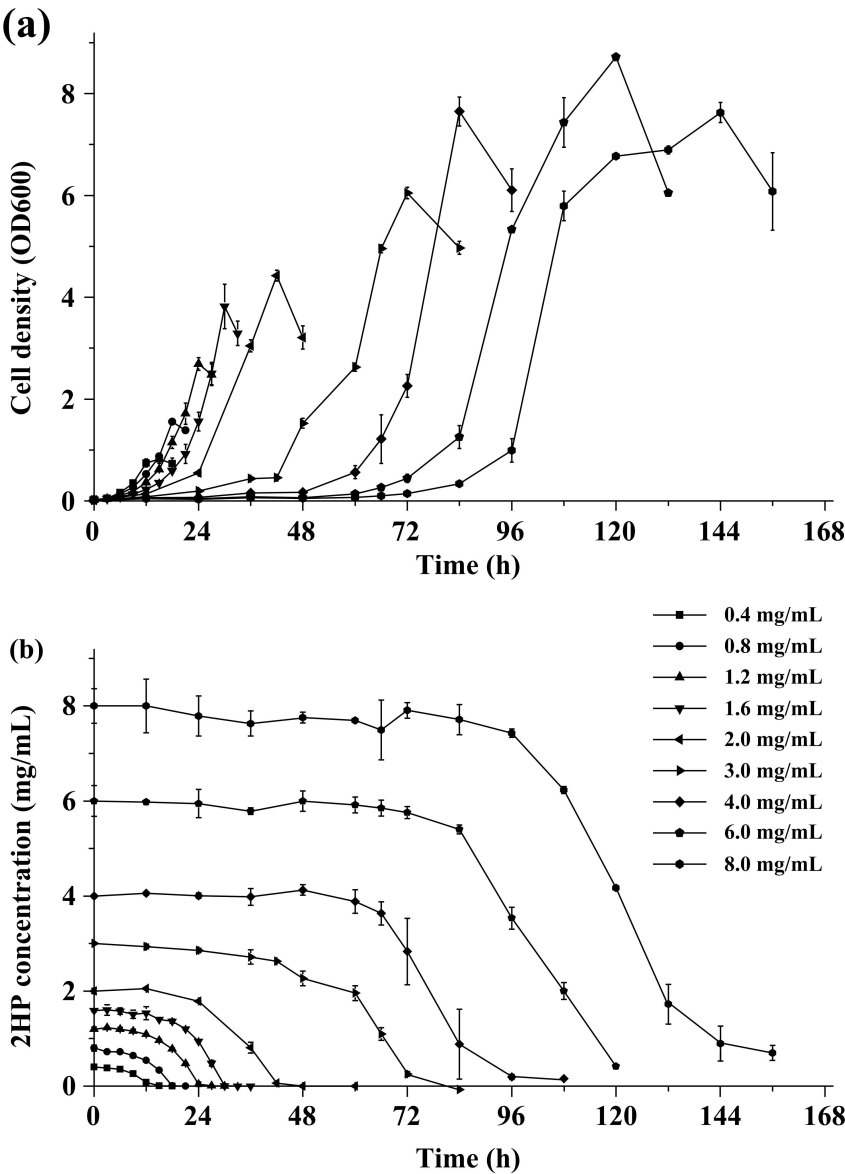 (a)
Cell density (OD600)
8
6
4
2
0
0 24 48 72 96 120 144 168
Time (h)
(b)
0.4 mg/mL
0.8 mg/mL
1.2 mg/mL
1.6 mg/mL
2.0 mg/mL
3.0 mg/mL
4.0 mg/mL
6.0 mg/mL
8.0 mg/mL
2HP concentration (mg/mL)
8
6
4
2
0
0 24 48 72 96 120 144 168
Time (h)